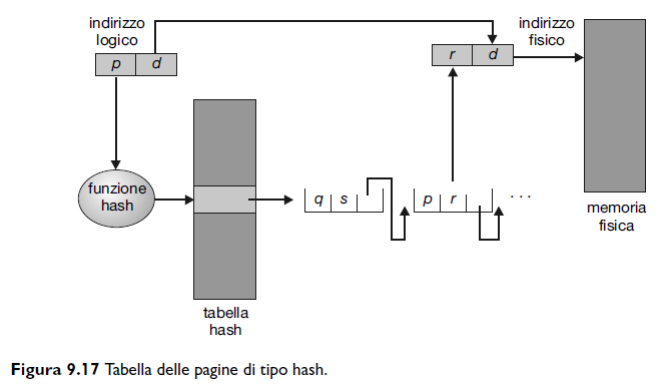 indirizzo
logico
p d
indirizzo
fisico
r d
funzione
hash
q s
p r ...
memoria
fisica
tabella
hash
Figura 9.17 Tabella delle pagine di tipo hash.